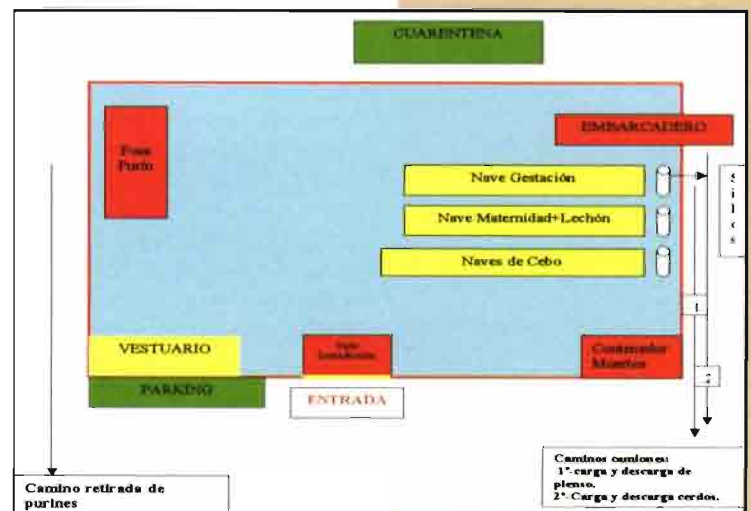 CUARENTENA
EMBARCADERO
Fosa
Purín
Nave Gestación
Nave Maternidad+Lechón
Naves de Cebo
S
i
l
o
s
1
2
VESTUARIO
Contenedor
Muertos
PARKING
ENTRADA
Camino retirada de
purines
Caminos camiones:
1º-carga y descarga de
pienso.
2º-Carga y descarga cerdos.